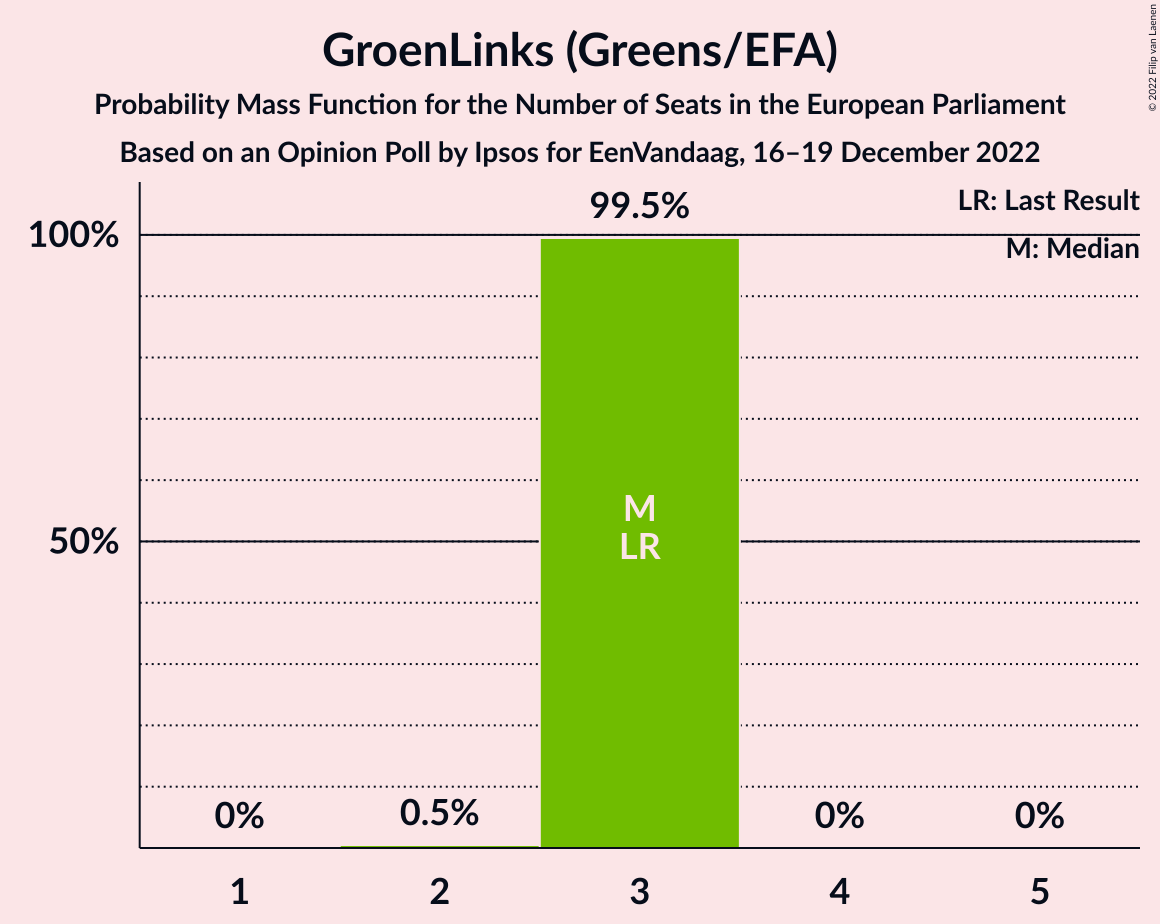 GroenLinks (Greens/EFA)
Probability Mass Function for the Number of Seats in the European Parliament
Based on an Opinion Poll by Ipsos for EenVandaag, 16–19 December 2022
© 2022 Filip van Laenen
LR: Last Result
M: Median
100%
50%
99.5%
M
LR
0%
0.5%
0%
0%
1
2
3
4
5